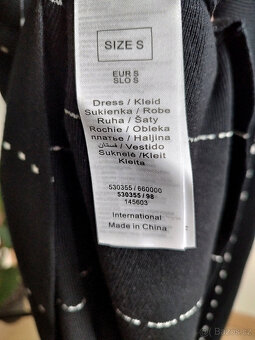 SIZE S
EUR S
SLO S
Dress / Kleid
Sukienka / Robe
Ruha / Šaty
Rochie / Obleka
платье / Haljina
فستان / Vestido
Suknelė / Kleit
Kleita
530355 / 660000
530355 / 98
145603
International
Made in China